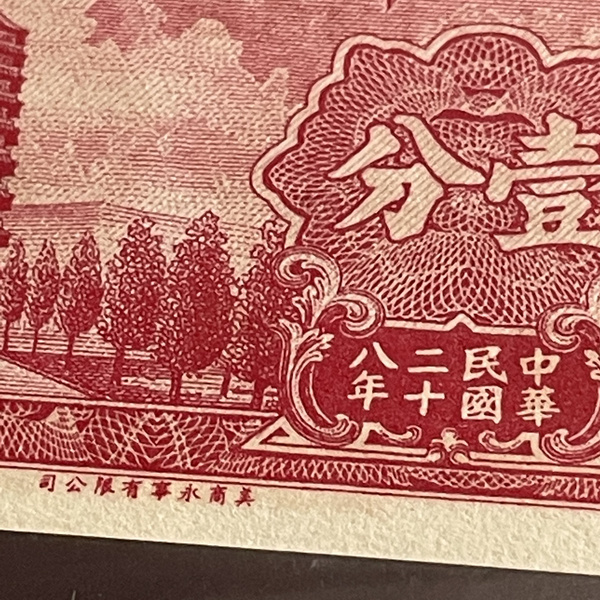 壹分
中華民國二十八年
美商永寧有限公司